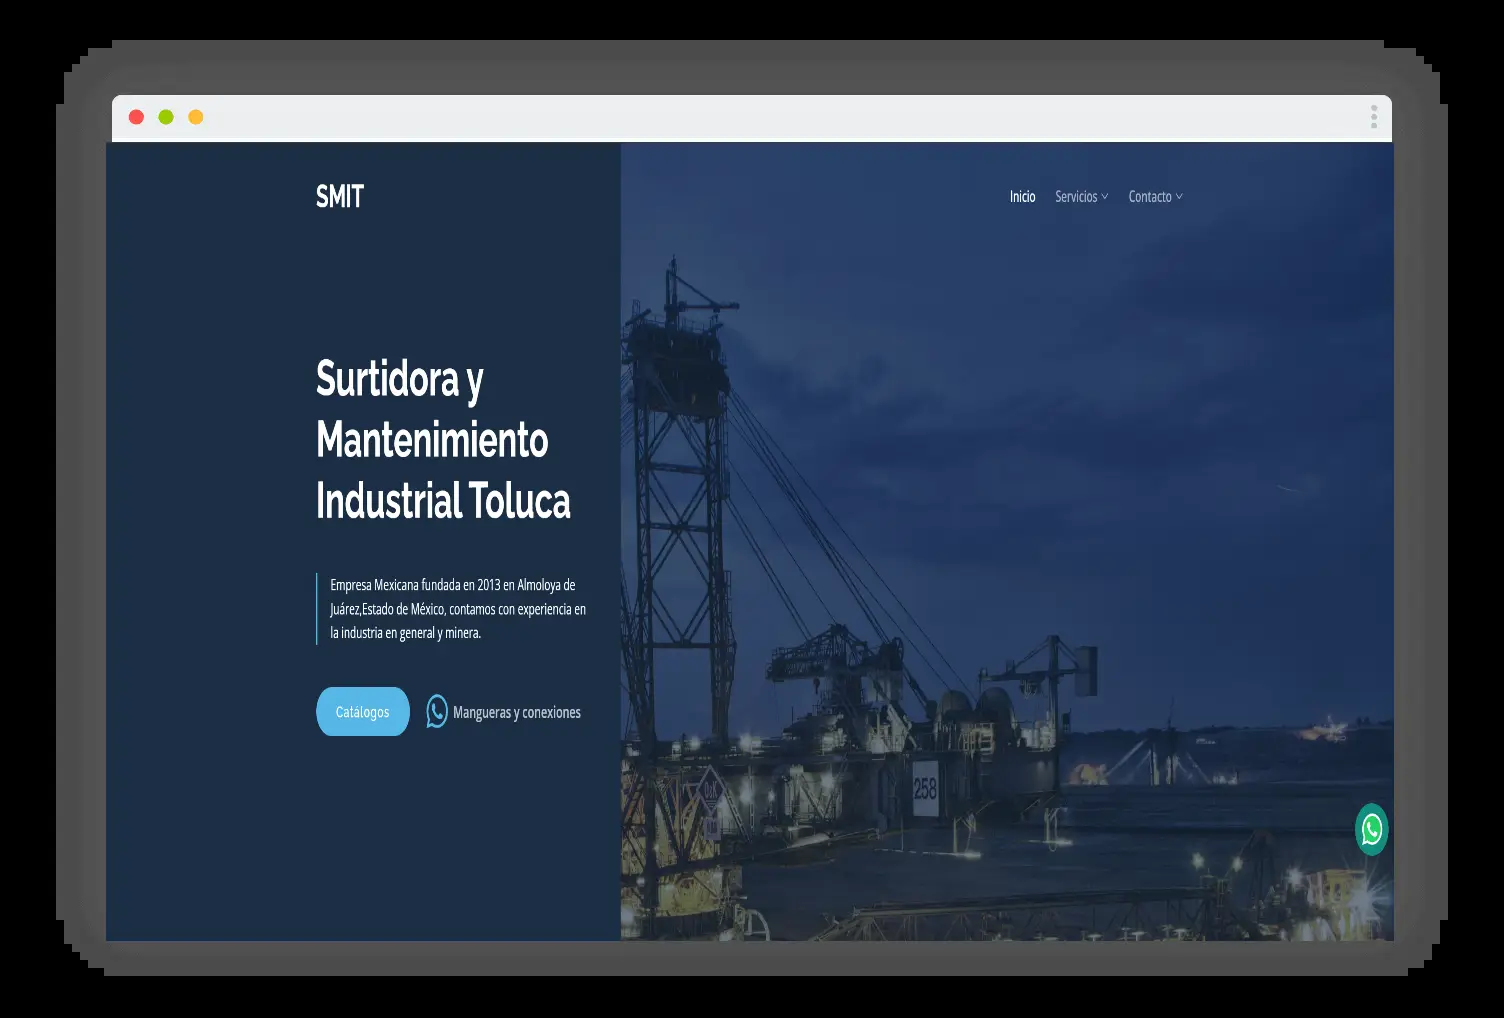 SMIT
Inicio Servicios Contacto
Surtidora y
Mantenimiento
Industrial Toluca
Empresa Mexicana fundada en 2013 en Almoloya de
Juárez,Estado de México, contamos con experiencia en
la industria en general y minera.
Catálogos
Mangueras y conexiones
258